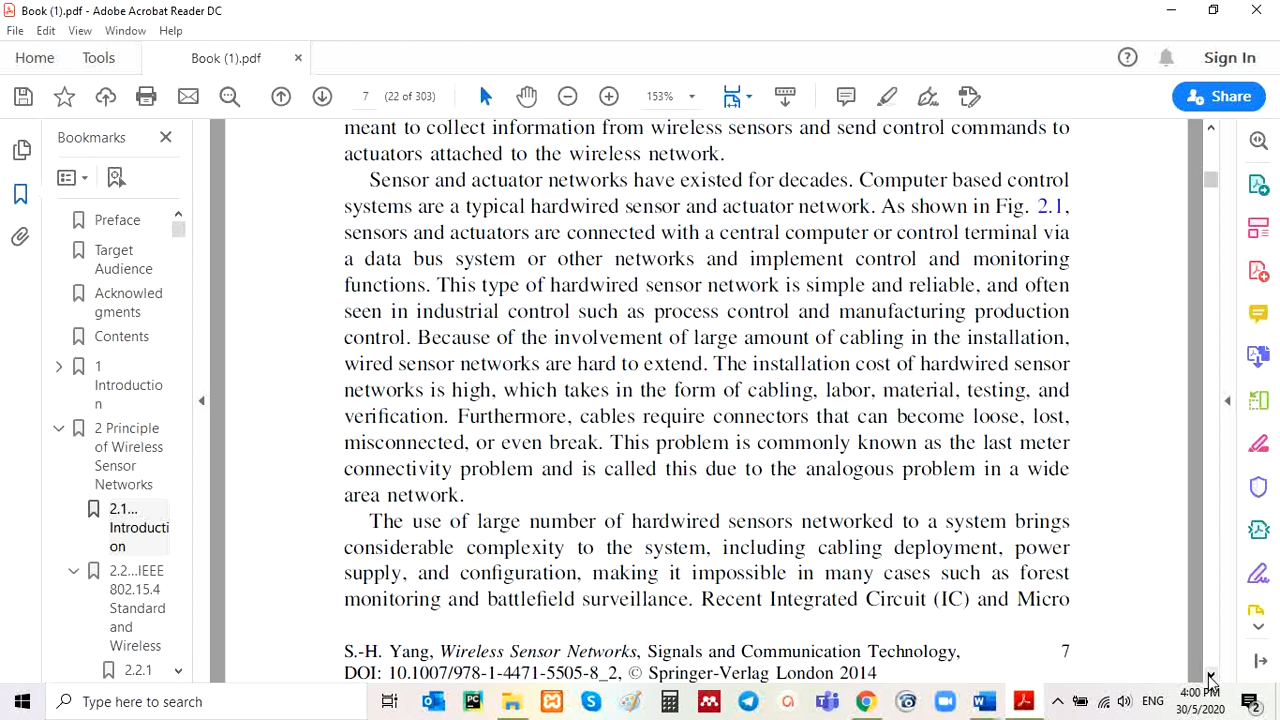 Book (1).pdf - Adobe Acrobat Reader DC
File Edit View Window Help
Home Tools Book (1).pdf Sign In
7 (22 of 303) 153% Share
Bookmarks
Preface
Target
Audience
Acknowled
gments
Contents
1
Introductio
n
2 Principle
of Wireless
Sensor
Networks
2.1...
Introducti
on
2.2...IEEE
802.15.4
Standard
and
Wireless
2.2.1
meant to collect information from wireless sensors and send control commands to
actuators attached to the wireless network.
Sensor and actuator networks have existed for decades. Computer based control
systems are a typical hardwired sensor and actuator network. As shown in Fig. 2.1,
sensors and actuators are connected with a central computer or control terminal via
a data bus system or other networks and implement control and monitoring
functions. This type of hardwired sensor network is simple and reliable, and often
seen in industrial control such as process control and manufacturing production
control. Because of the involvement of large amount of cabling in the installation,
wired sensor networks are hard to extend. The installation cost of hardwired sensor
networks is high, which takes in the form of cabling, labor, material, testing, and
verification. Furthermore, cables require connectors that can become loose, lost,
misconnected, or even break. This problem is commonly known as the last meter
connectivity problem and is called this due to the analogous problem in a wide
area network.
The use of large number of hardwired sensors networked to a system brings
considerable complexity to the system, including cabling deployment, power
supply, and configuration, making it impossible in many cases such as forest
monitoring and battlefield surveillance. Recent Integrated Circuit (IC) and Micro
S.-H. Yang, Wireless Sensor Networks, Signals and Communication Technology, 7
DOI: 10.1007/978-1-4471-5505-8_2, © Springer-Verlag London 2014
Type here to search
ENG
4:00 PM
30/5/2020
2